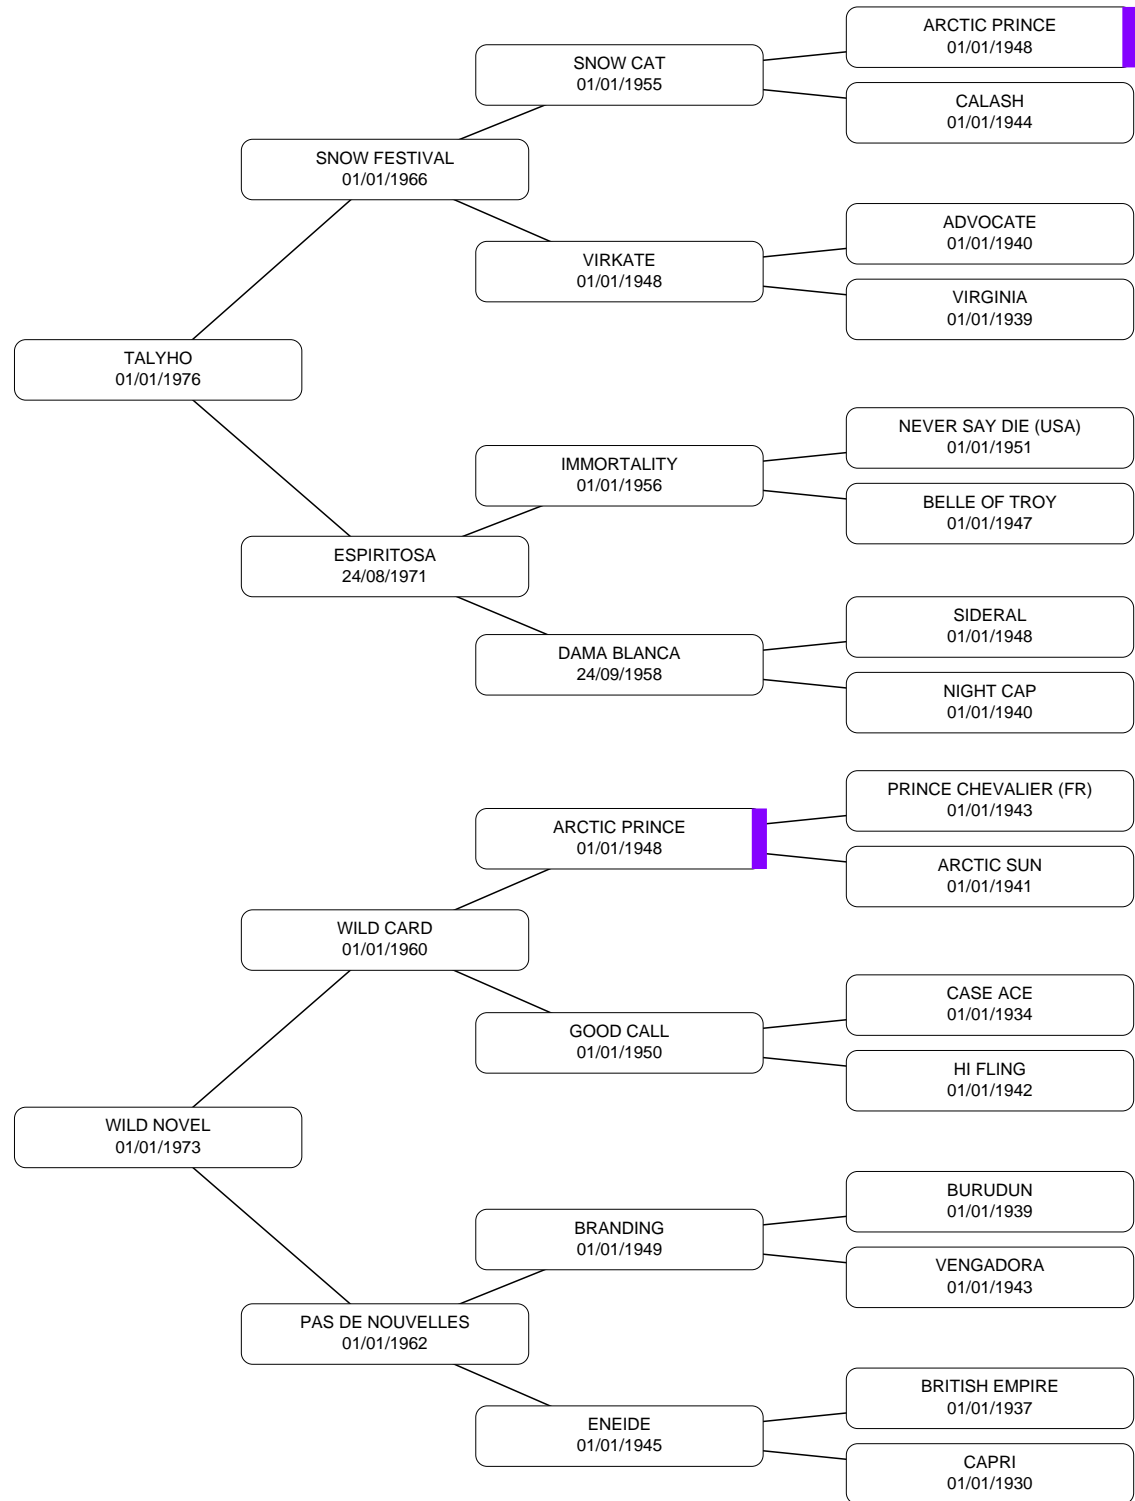 ARCTIC PRINCE
01/01/1948
SNOW CAT
01/01/1955
CALASH
01/01/1944
SNOW FESTIVAL
01/01/1966
ADVOCATE
01/01/1940
VIRKATE
01/01/1948
VIRGINIA
01/01/1939
TALYHO
01/01/1976
NEVER SAY DIE (USA)
01/01/1951
IMMORTALITY
01/01/1956
BELLE OF TROY
01/01/1947
ESPIRITOSA
24/08/1971
SIDERAL
01/01/1948
DAMA BLANCA
24/09/1958
NIGHT CAP
01/01/1940
PRINCE CHEVALIER (FR)
01/01/1943
ARCTIC PRINCE
01/01/1948
ARCTIC SUN
01/01/1941
WILD CARD
01/01/1960
CASE ACE
01/01/1934
GOOD CALL
01/01/1950
HI FLING
01/01/1942
WILD NOVEL
01/01/1973
BURUDUN
01/01/1939
BRANDING
01/01/1949
VENGADORA
01/01/1943
PAS DE NOUVELLES
01/01/1962
BRITISH EMPIRE
01/01/1937
ENEIDE
01/01/1945
CAPRI
01/01/1930